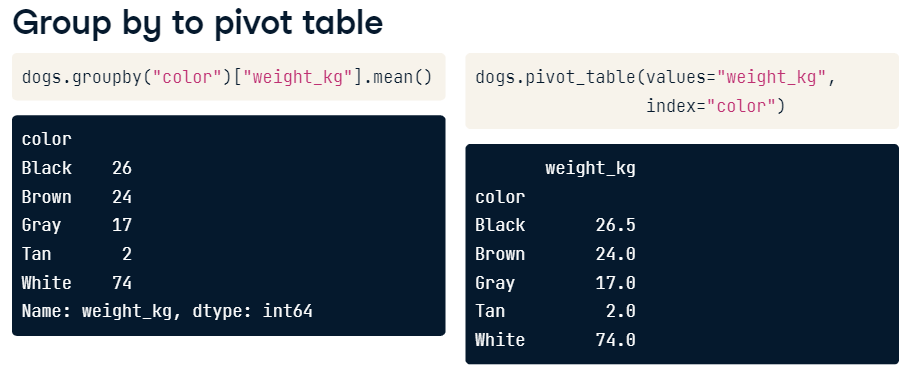 Group by to pivot table
dogs.groupby("color")["weight_kg"].mean()
color
Black    26
Brown    24
Gray     17
Tan       2
White    74
Name: weight_kg, dtype: int64
dogs.pivot_table(values="weight_kg",
                 index="color")
       weight_kg
color
Black       26.5
Brown       24.0
Gray        17.0
Tan          2.0
White       74.0